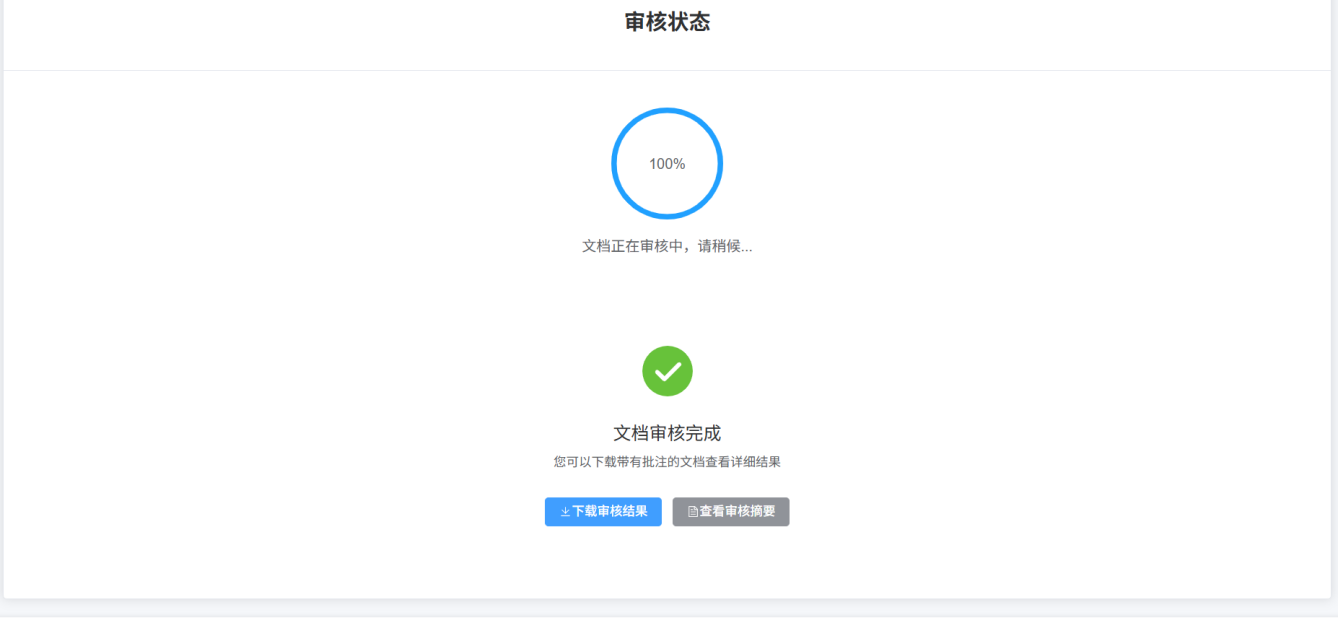 审核状态
100%
文档正在审核中，请稍候...
文档审核完成
您可以下载带有批注的文档查看详细结果
下载审核结果 查看审核摘要